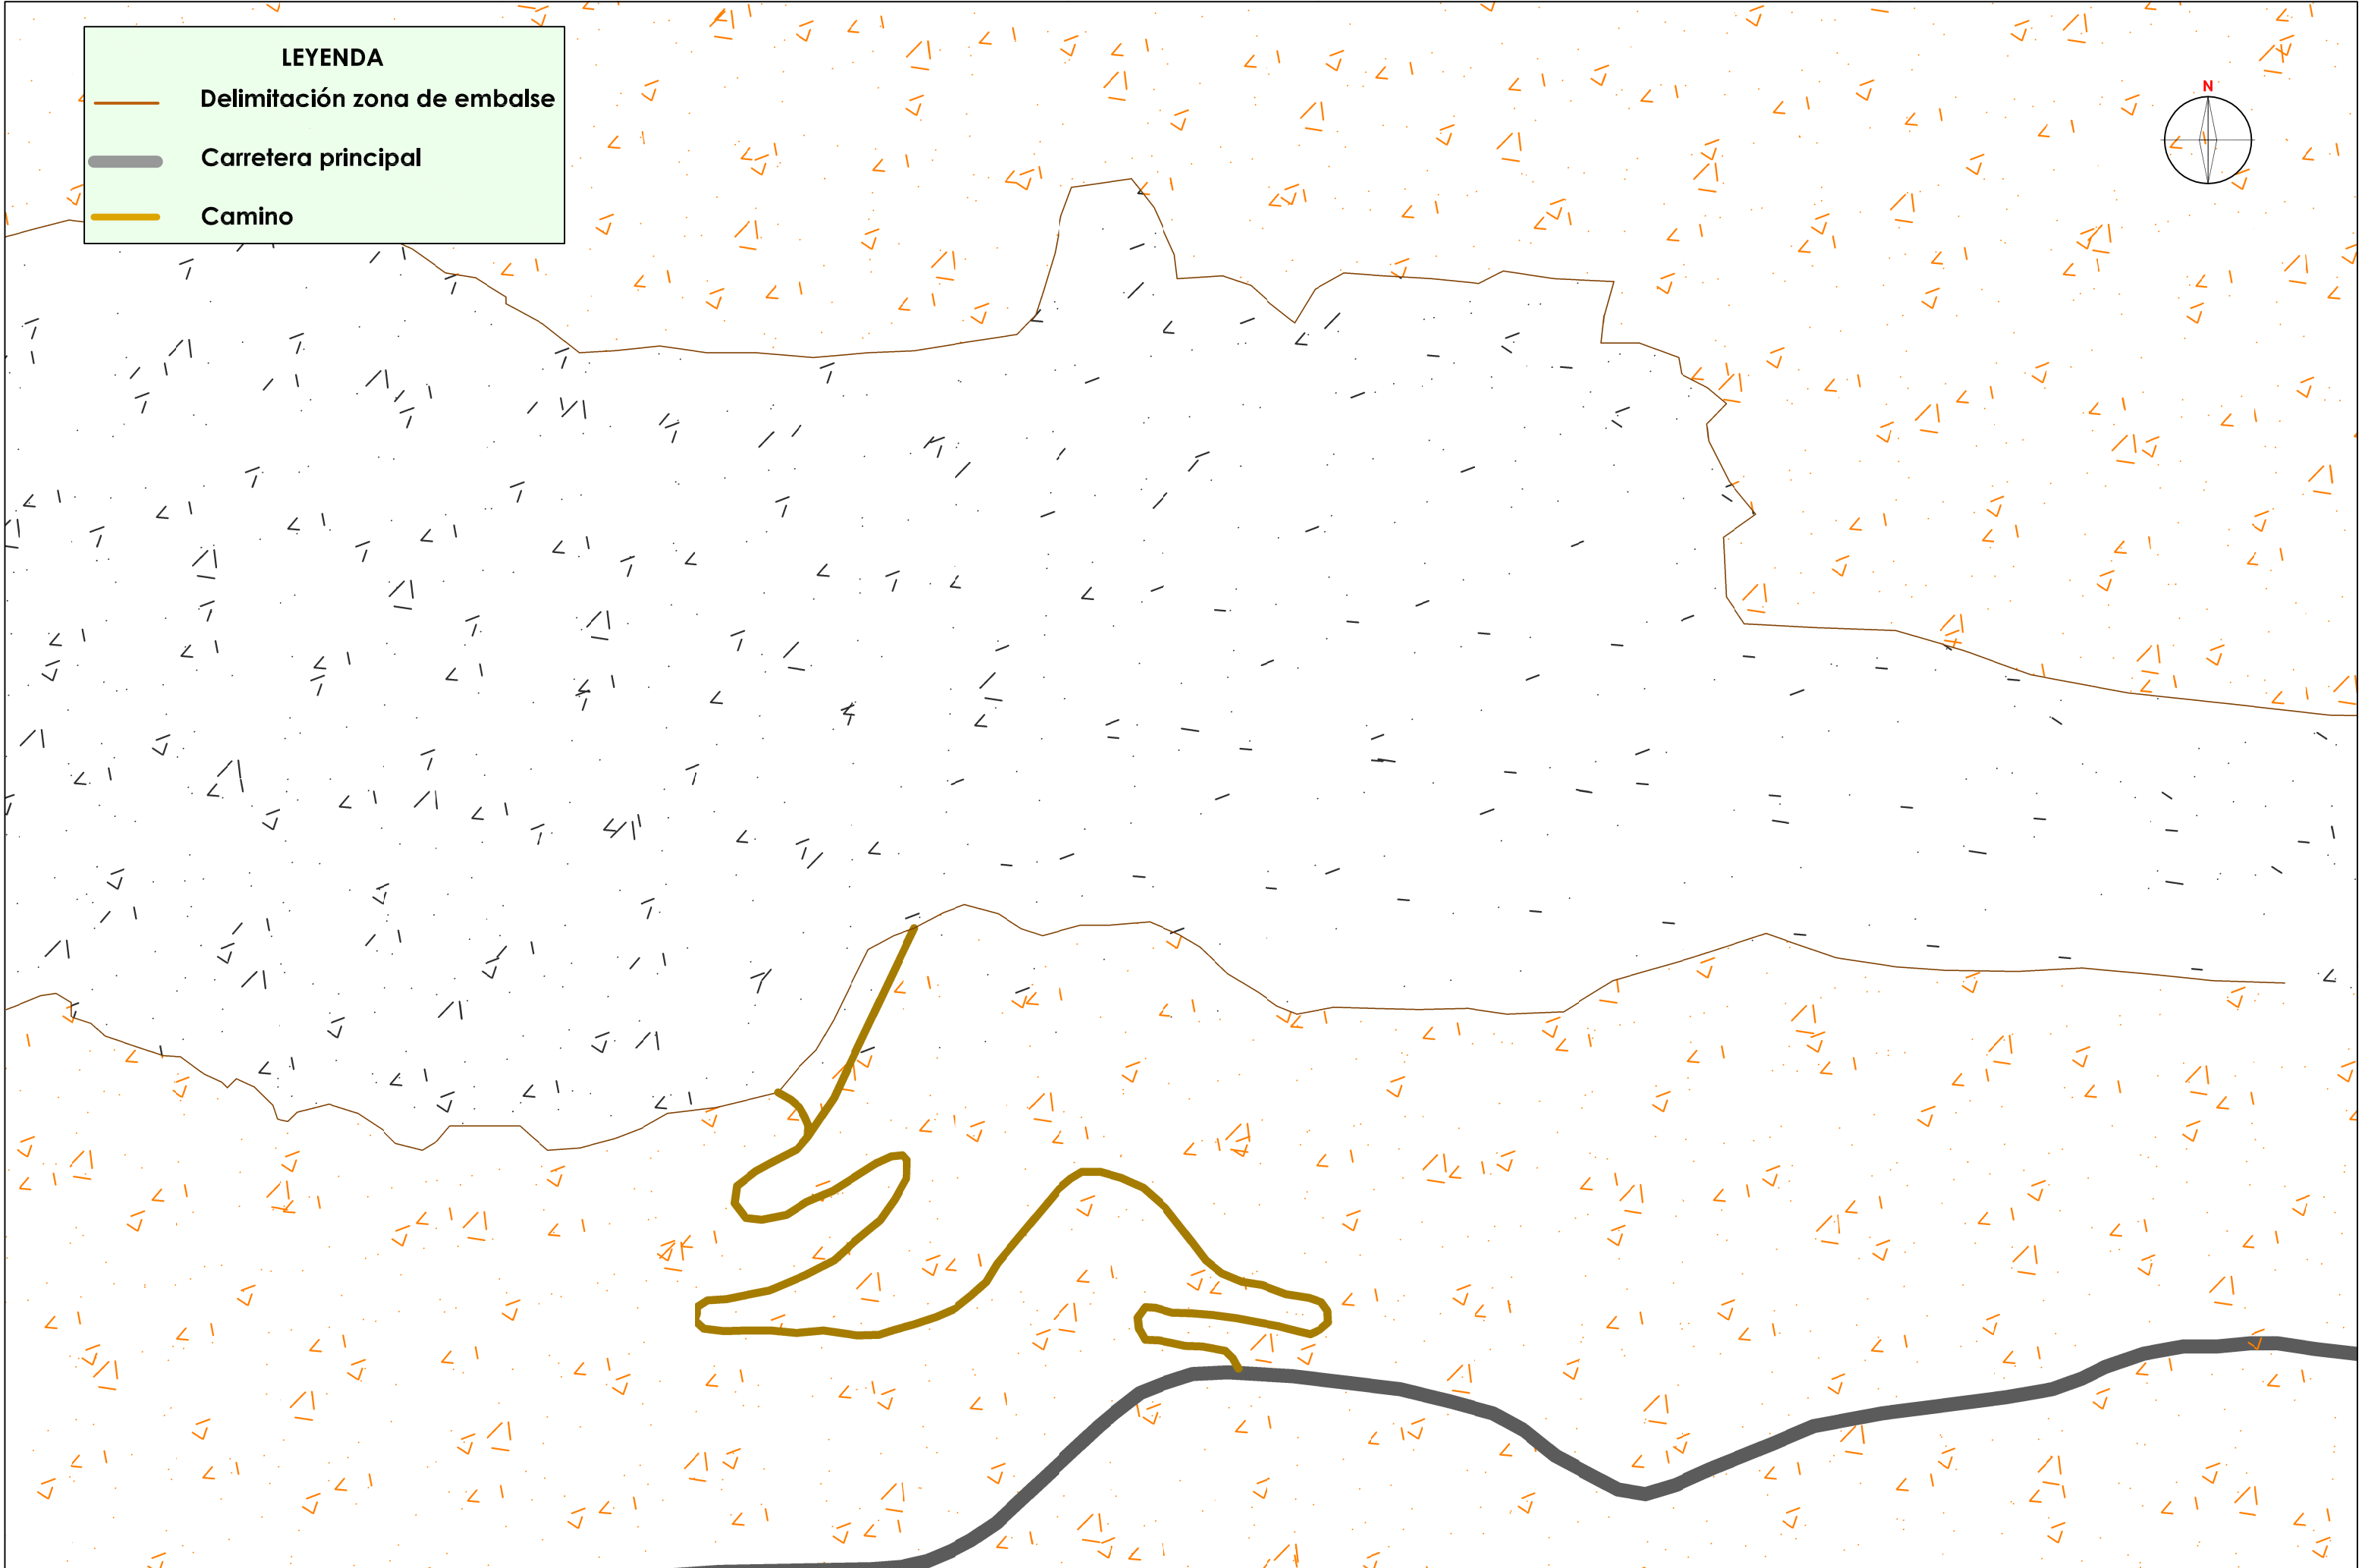 LEYENDA
Delimitación zona de embalse
Carretera principal
Camino
N